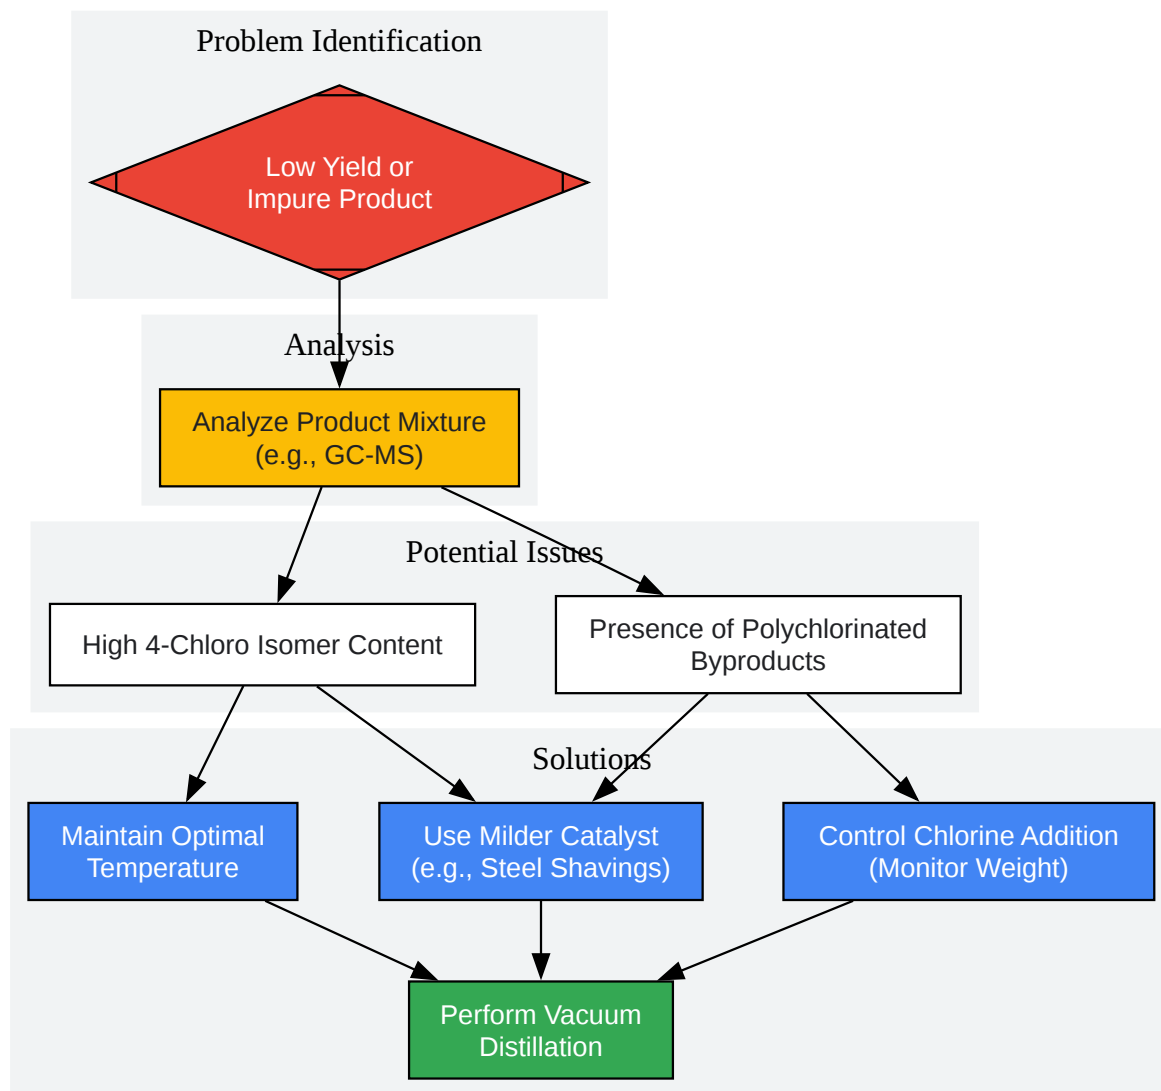 Problem Identification
Low Yield or
Impure Product
Analysis
Analyze Product Mixture
(e.g., GC-MS)
Potential Issues
High 4-Chloro Isomer Content
Presence of Polychlorinated
Byproducts
Solutions
Maintain Optimal
Temperature
Use Milder Catalyst
(e.g., Steel Shavings)
Control Chlorine Addition
(Monitor Weight)
Perform Vacuum
Distillation